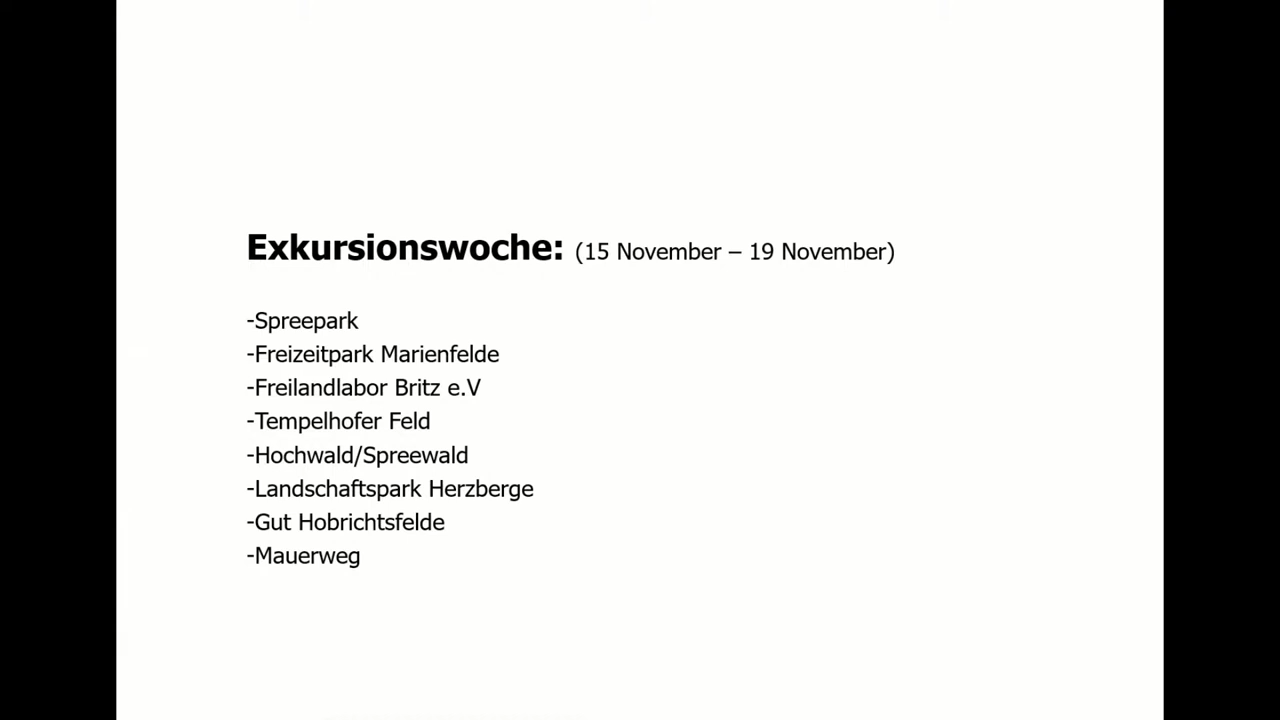 Exkursionswoche: (15 November – 19 November)
-Spreepark
-Freizeitpark Marienfelde
-Freilandlabor Britz e.V
-Tempelhofer Feld
-Hochwald/Spreewald
-Landschaftspark Herzberge
-Gut Hobrichtsfelde
-Mauerweg